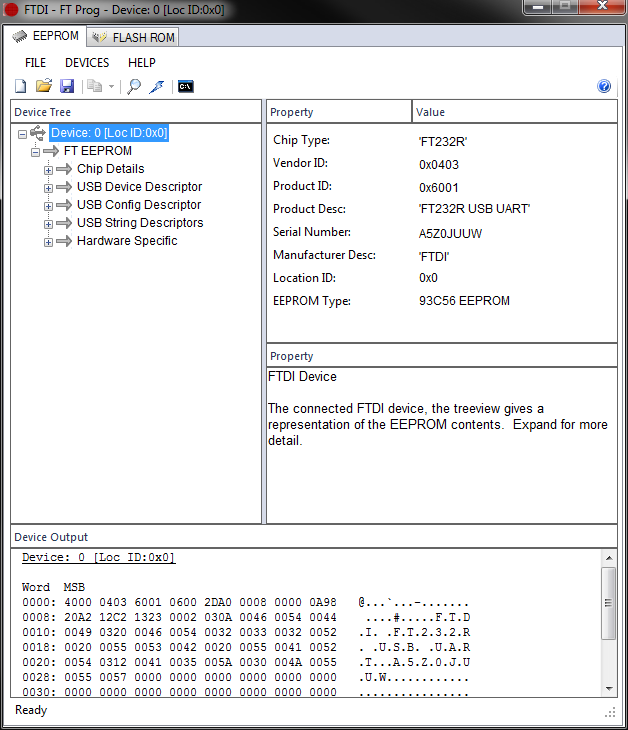 FTDI - FT Prog - Device: 0 [Loc ID:0x0]
EEPROM FLASH ROM
FILE DEVICES HELP
Device Tree
Device: 0 [Loc ID:0x0]
FT EEPROM
Chip Details
USB Device Descriptor
USB Config Descriptor
USB String Descriptors
Hardware Specific
Property Value
Chip Type: 'FT232R'
Vendor ID: 0x0403
Product ID: 0x6001
Product Desc: 'FT232R USB UART'
Serial Number: A5Z0JUUW
Manufacturer Desc: 'FTDI'
Location ID: 0x0
EEPROM Type: 93C56 EEPROM
Property
FTDI Device
The connected FTDI device, the treeview gives a
representation of the EEPROM contents.  Expand for more
detail.
Device Output
Device: 0 [Loc ID:0x0]
Word  MSB
0000: 4000 0403 6001 0600 2DA0 0008 0000 0A98   @...`...-.......
0008: 20A2 12C2 1323 0002 030A 0046 0054 0044    ....#.....F.T.D
0010: 0049 0320 0046 0054 0032 0033 0032 0052   .I. .F.T.2.3.2.R
0018: 0020 0055 0053 0042 0020 0055 0041 0052   . .U.S.B. .U.A.R
0020: 0054 0312 0041 0035 005A 0030 004A 0055   .T...A.5.Z.0.J.U
0028: 0055 0057 0000 0000 0000 0000 0000 0000   .U.W............
0030: 0000 0000 0000 0000 0000 0000 0000 0000   ................
Ready